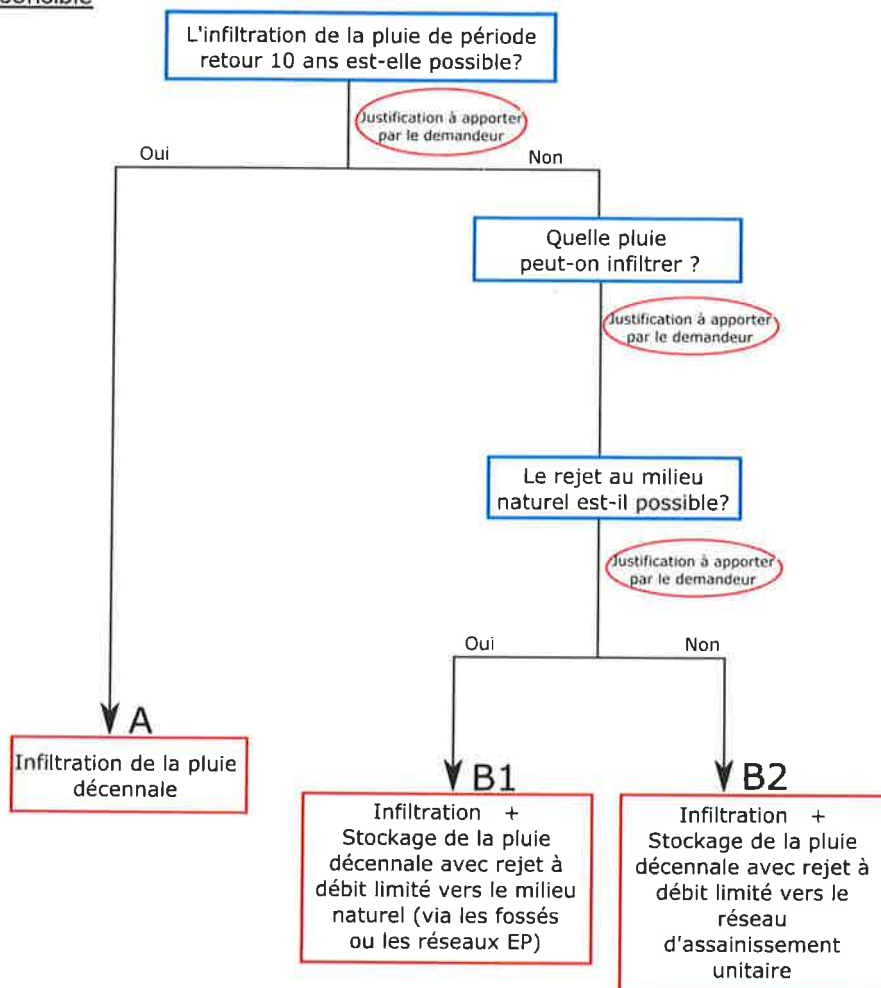 L'infiltration de la pluie de période
retour 10 ans est-elle possible?
Justification à apporter
par le demandeur
Oui
Non
Quelle pluie
peut-on infiltrer ?
Justification à apporter
par le demandeur
Le rejet au milieu
naturel est-il possible?
Justification à apporter
par le demandeur
Oui
Non
A
Infiltration de la pluie
décennale
B1
Infiltration +
Stockage de la pluie
décennale avec rejet à
débit limité vers le milieu
naturel (via les fossés
ou les réseaux EP)
B2
Infiltration +
Stockage de la pluie
décennale avec rejet à
débit limité vers le
réseau
d'assainissement
unitaire